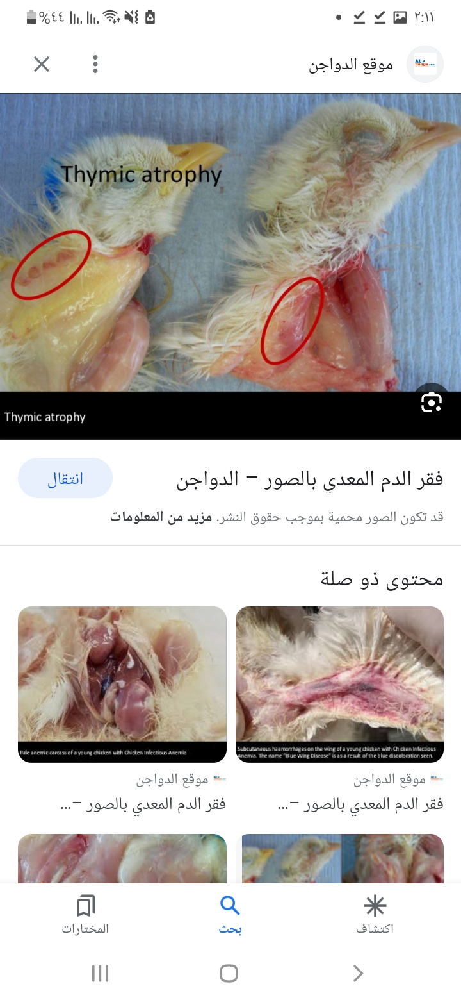 ٢:١١
%٤٤
موقع الدواجن
Thymic atrophy
Thymic atrophy
فقر الدم المعدي بالصور – الدواجن
انتقال
قد تكون الصور محمية بموجب حقوق النشر. مزيد من المعلومات
محتوى ذو صلة
Subcutaneous haemorrhages on the wing of a young chicken with Chicken Infectious
Anemia. The name "Blue Wing Disease" is as a result of the blue discoloration seen.
موقع الدواجن
فقر الدم المعدي بالصور –...
Pale anemic carcass of a young chicken with Chicken Infectious Anemia
موقع الدواجن
فقر الدم المعدي بالصور –...
اكتشاف
بحث
المختارات